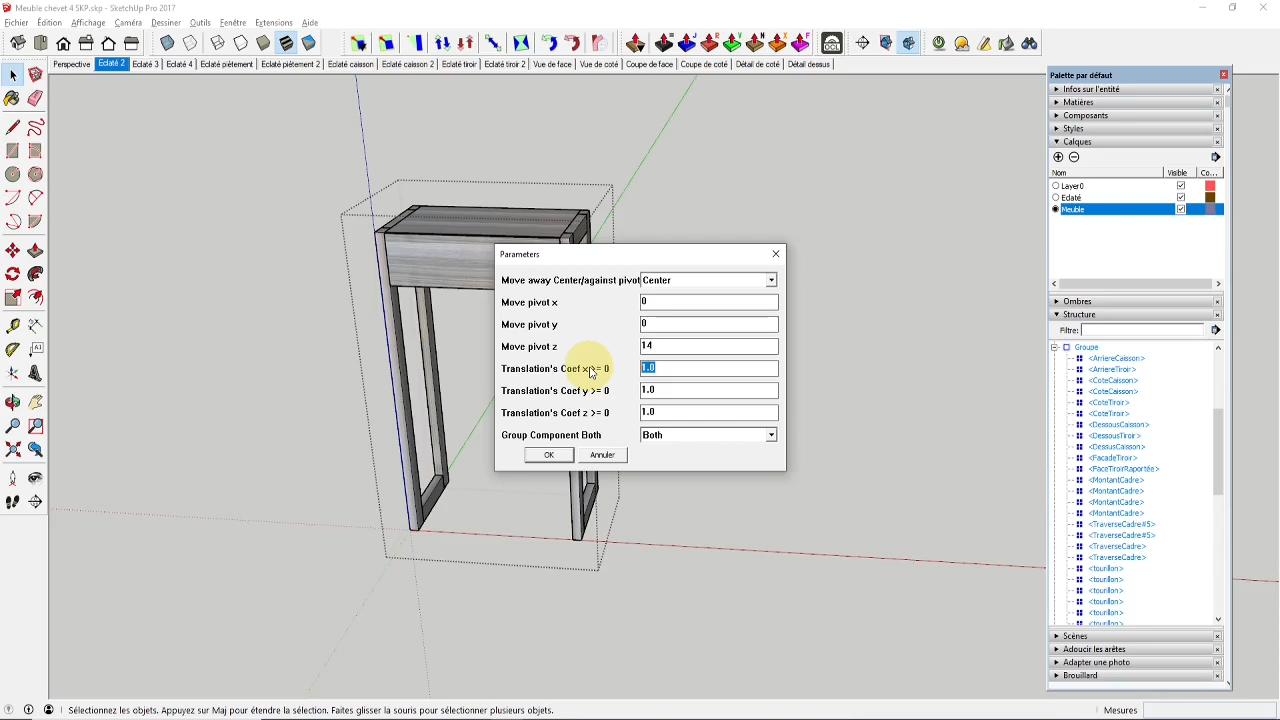 Meuble chevet 4 SKP.skp - SketchUp Pro 2017
Fichier Édition Affichage Caméra Dessiner Outils Fenêtre Extensions Aide
OCL
Perspective Eclaté 2 Eclaté 3 Eclaté 4 Eclaté piètement Eclaté piètement 2 Eclaté caisson Eclaté caisson 2 Eclaté tiroir Eclaté tiroir 2 Vue de face Vue de coté Coupe de face Coupe de coté Détail de coté Détail dessus
Palette par défaut
Infos sur l'entité
Matières
Composants
Styles
Calques
Nom Visible Co...
Layer0
Eclaté
Meuble
Ombres
Structure
Filtre:
Groupe
<ArriereCaisson>
<ArriereTiroir>
<CoteCaisson>
<CoteCaisson>
<CoteTiroir>
<CoteTiroir>
<DessousCaisson>
<DessousTiroir>
<DessusCaisson>
<FacadeTiroir>
<FaceTiroirRaportée>
<MontantCadre>
<MontantCadre>
<MontantCadre>
<MontantCadre>
<TraverseCadre#5>
<TraverseCadre#5>
<TraverseCadre>
<TraverseCadre>
<tourillon>
<tourillon>
<tourillon>
<tourillon>
<tourillon>
<tourillon>
Scènes
Adoucir les arêtes
Adapter une photo
Brouillard
Parameters
Move away Center/against pivot Center
Move pivot x 0
Move pivot y 0
Move pivot z 14
Translation's Coef x >= 0 1.0
Translation's Coef y >= 0 1.0
Translation's Coef z >= 0 1.0
Group Component Both Both
OK Annuler
Sélectionnez les objets. Appuyez sur Maj pour étendre la sélection. Faites glisser la souris pour sélectionner plusieurs objets. Mesures